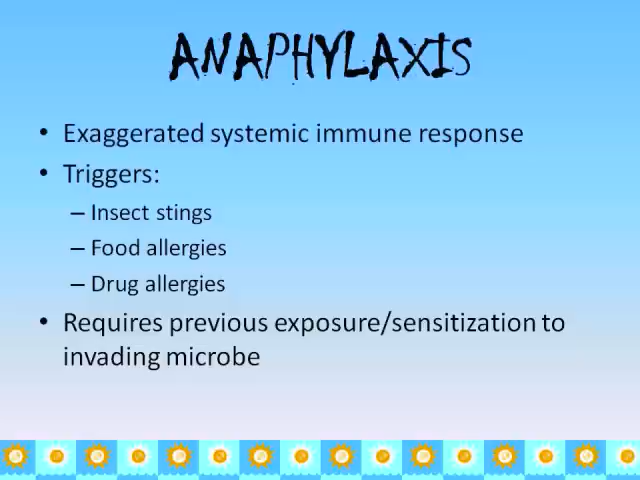 ANAPHYLAXIS
• Exaggerated systemic immune response
• Triggers:
– Insect stings
– Food allergies
– Drug allergies
• Requires previous exposure/sensitization to
invading microbe